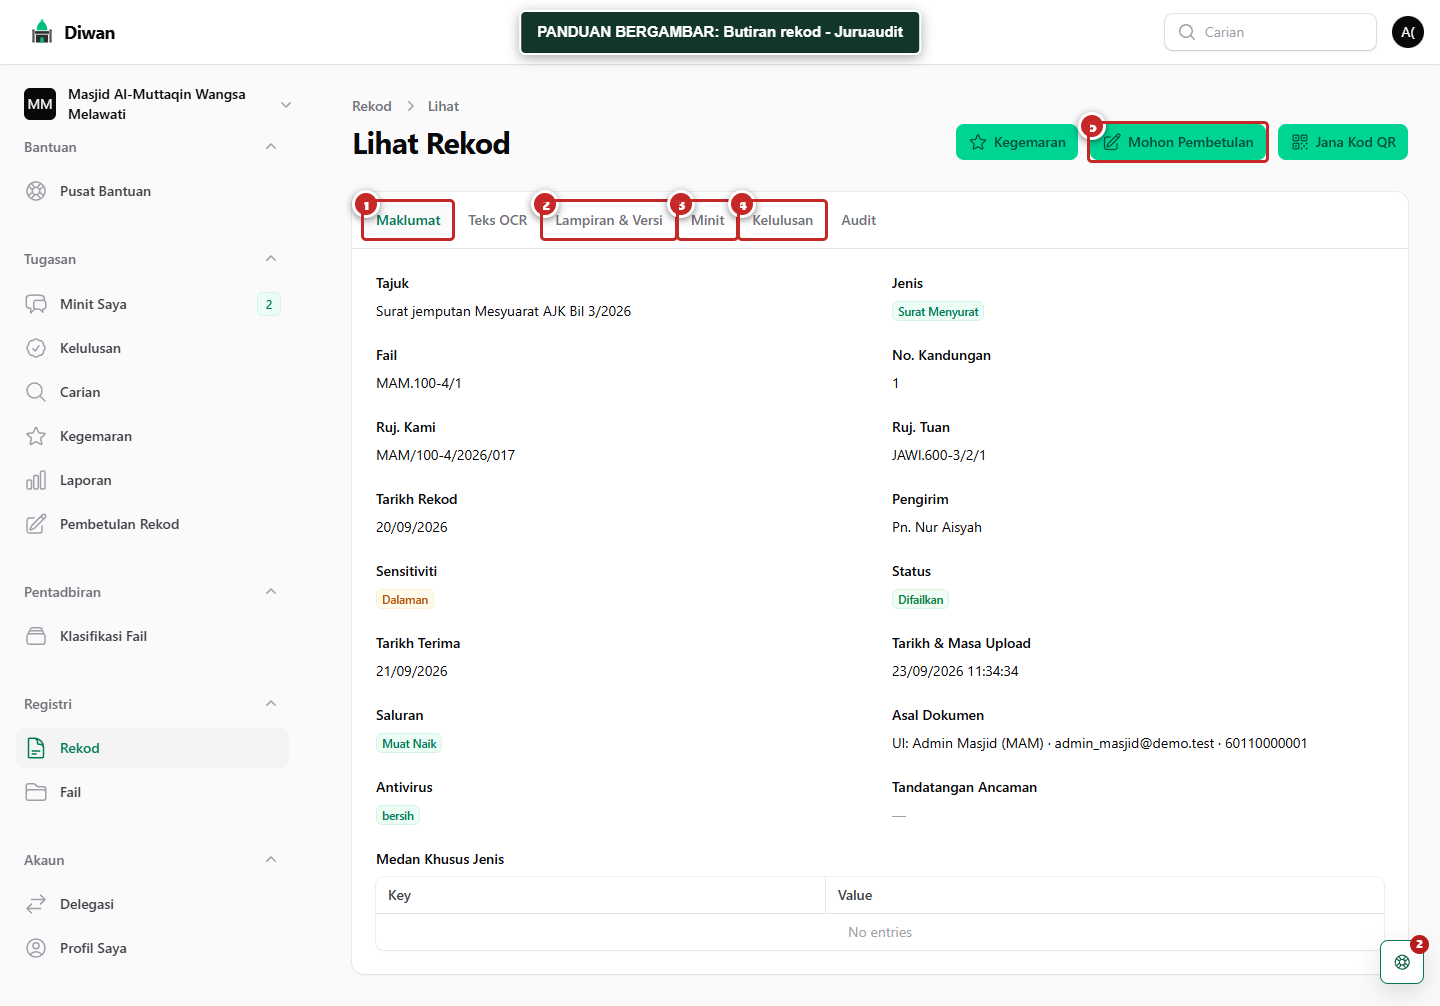 Diwan
PANDUAN BERGAMBAR: Butiran rekod - Juruaudit
Carian
A(
MM
Masjid Al-Muttaqin Wangsa
Melawati
Bantuan
Pusat Bantuan
Tugasan
Minit Saya
2
Kelulusan
Carian
Kegemaran
Laporan
Pembetulan Rekod
Pentadbiran
Klasifikasi Fail
Registri
Rekod
Fail
Akaun
Delegasi
Profil Saya
Rekod
Lihat
Lihat Rekod
Kegemaran
5
Mohon Pembetulan
Jana Kod QR
1
Maklumat
Teks OCR
2
Lampiran & Versi
3
Minit
4
Kelulusan
Audit
Tajuk
Surat jemputan Mesyuarat AJK Bil 3/2026
Jenis
Surat Menyurat
Fail
MAM.100-4/1
No. Kandungan
1
Ruj. Kami
MAM/100-4/2026/017
Ruj. Tuan
JAWI.600-3/2/1
Tarikh Rekod
20/09/2026
Pengirim
Pn. Nur Aisyah
Sensitiviti
Dalaman
Status
Difailkan
Tarikh Terima
21/09/2026
Tarikh & Masa Upload
23/09/2026 11:34:34
Saluran
Muat Naik
Asal Dokumen
UI: Admin Masjid (MAM) · admin_masjid@demo.test · 60110000001
Antivirus
bersih
Tandatangan Ancaman
—
Medan Khusus Jenis
Key
Value
No entries
2